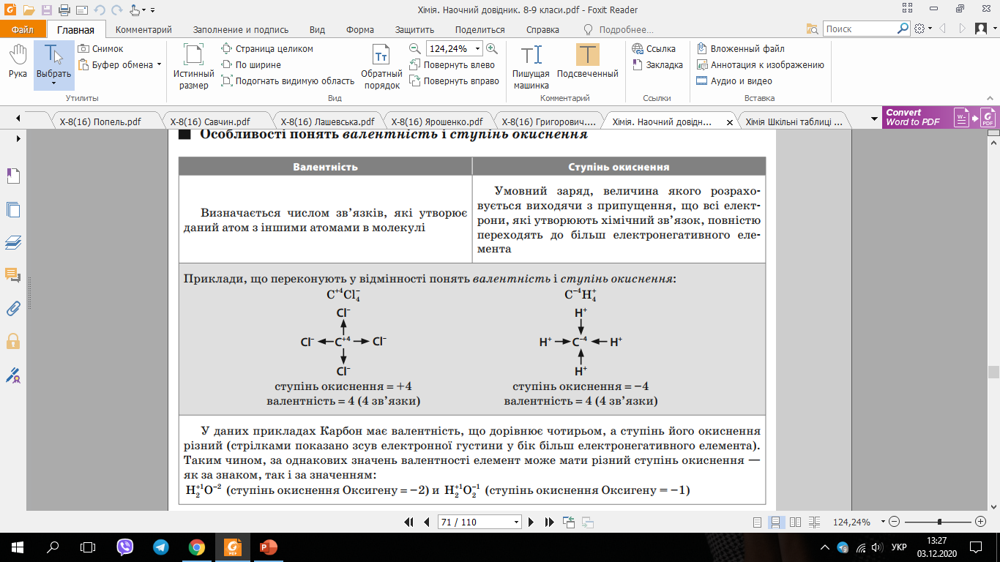 Хімія. Наочний довідник. 8-9 класи.pdf - Foxit Reader
Файл Главная Комментарий Заполнение и подпись Вид Форма Защитить Поделиться Справка Подробнее... Поиск
Рука
Выбрать
Снимок
Буфер обмена
Утилиты
Истинный размер
Страница целиком
По ширине
Подогнать видимую область
Обратный порядок
124,24%
Повернуть влево
Повернуть вправо
Вид
Пишущая машинка
Подсвеченный
Комментарий
Ссылка
Закладка
Ссылки
Вложенный файл
Аннотация к изображению
Аудио и видео
Вставка
Х-8(16) Попель.pdf Х-8(16) Савчин.pdf Х-8(16) Лашевська.pdf Х-8(16) Ярошенко.pdf Х-8(16) Григорович.... Хімія. Наочний довідн... Хімія Шкільні таблиці ...
Convert
Word to PDF
Особливості понять валентність і ступінь окиснення
Валентність
Визначається числом зв’язків, які утворює
даний атом з іншими атомами в молекулі
Ступінь окиснення
Умовний заряд, величина якого розрахо-
вується виходячи з припущення, що всі елект-
рони, які утворюють хімічний зв’язок, повністю
переходять до більш електронегативного еле-
мента
Приклади, що переконують у відмінності понять валентність і ступінь окиснення:
C⁺⁴Cl₄⁻
Cl⁻
Cl⁻ ← C⁺⁴ → Cl⁻
Cl⁻
ступінь окиснення = +4
валентність = 4 (4 зв’язки)
C⁻⁴H₄⁺
H⁺
H⁺ → C⁻⁴ ← H⁺
H⁺
ступінь окиснення = −4
валентність = 4 (4 зв’язки)
У даних прикладах Карбон має валентність, що дорівнює чотирьом, а ступінь його окиснення
різний (стрілками показано зсув електронної густини у бік більш електронегативного елемента).
Таким чином, за однакових значень валентності елемент може мати різний ступінь окиснення —
як за знаком, так і за значенням:
H₂⁺¹O⁻² (ступінь окиснення Оксигену = −2) и H₂⁺¹O₂⁻¹ (ступінь окиснення Оксигену = −1)
71 / 110
124,24%
УКР
13:27
03.12.2020